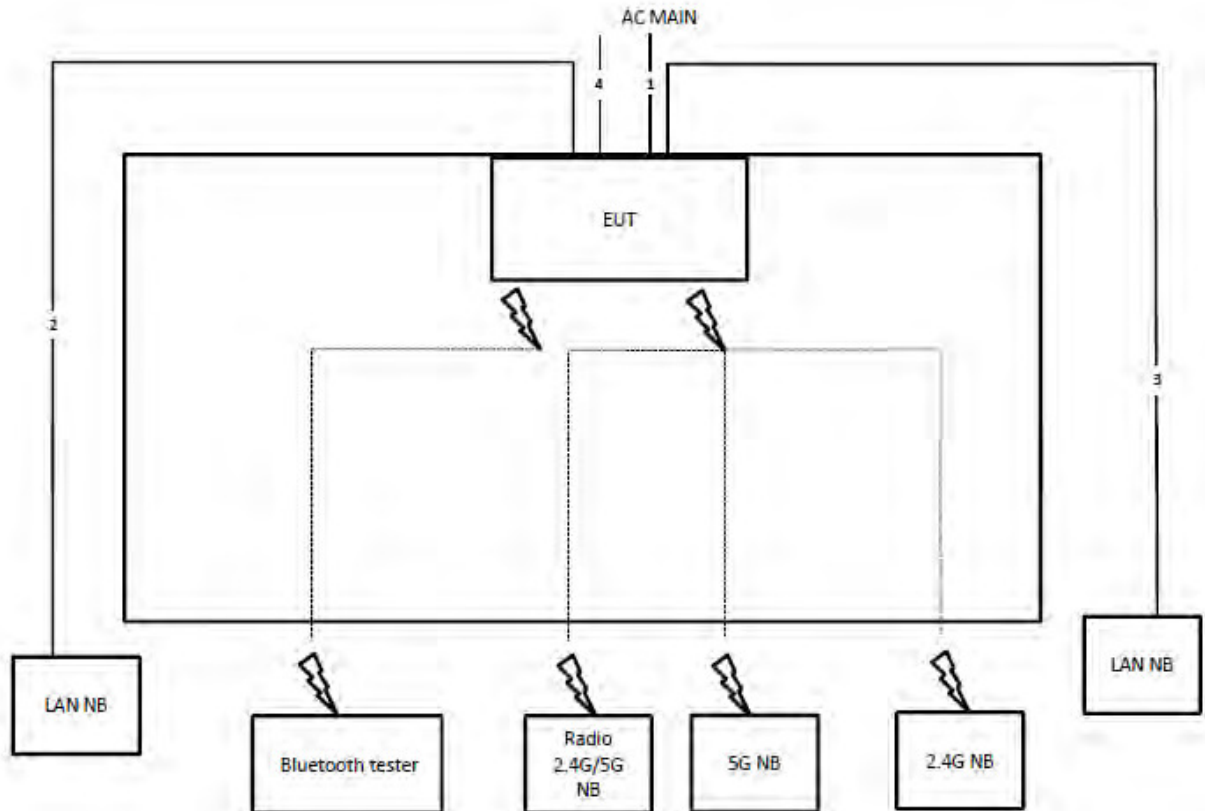 AC MAIN
4
1
EUT
2
3
LAN NB
LAN NB
Bluetooth tester
Radio
2.4G/5G
NB
5G NB
2.4G NB